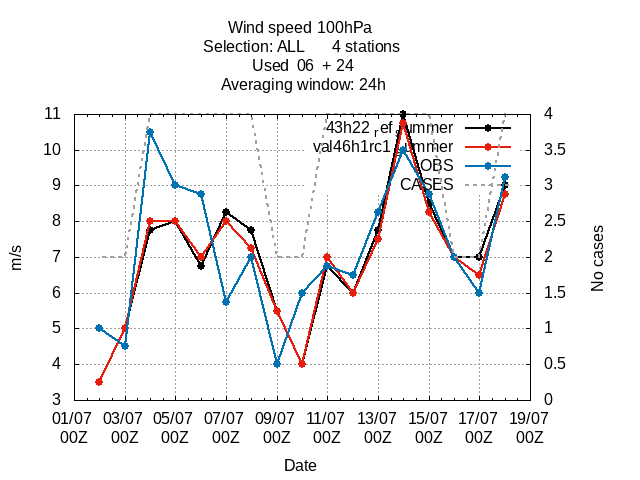 Wind speed 100hPa
Selection: ALL 4 stations
Used 06 + 24
Averaging window: 24h
11 4
43h22_ref_summer
val46h1rc1_summer
10 3.5
OBS
CASES
9 3
8 2.5
7 2
6 1.5
5 1
4 0.5
3 0
m/s
No cases
01/07 03/07 05/07 07/07 09/07 11/07 13/07 15/07 17/07 19/07
00Z 00Z 00Z 00Z 00Z 00Z 00Z 00Z 00Z 00Z
Date